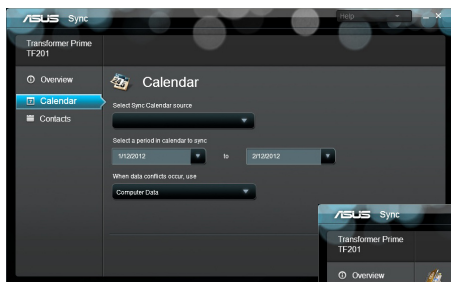 ASUS Sync
Help
Transformer Prime
TF201
Overview
Calendar
Contacts
Calendar
Select Sync Calendar source
Select a period in calendar to sync
1/12/2012 to 2/12/2012
When data conflicts occur, use
Computer Data
ASUS Sync
Transformer Prime
TF201
Overview